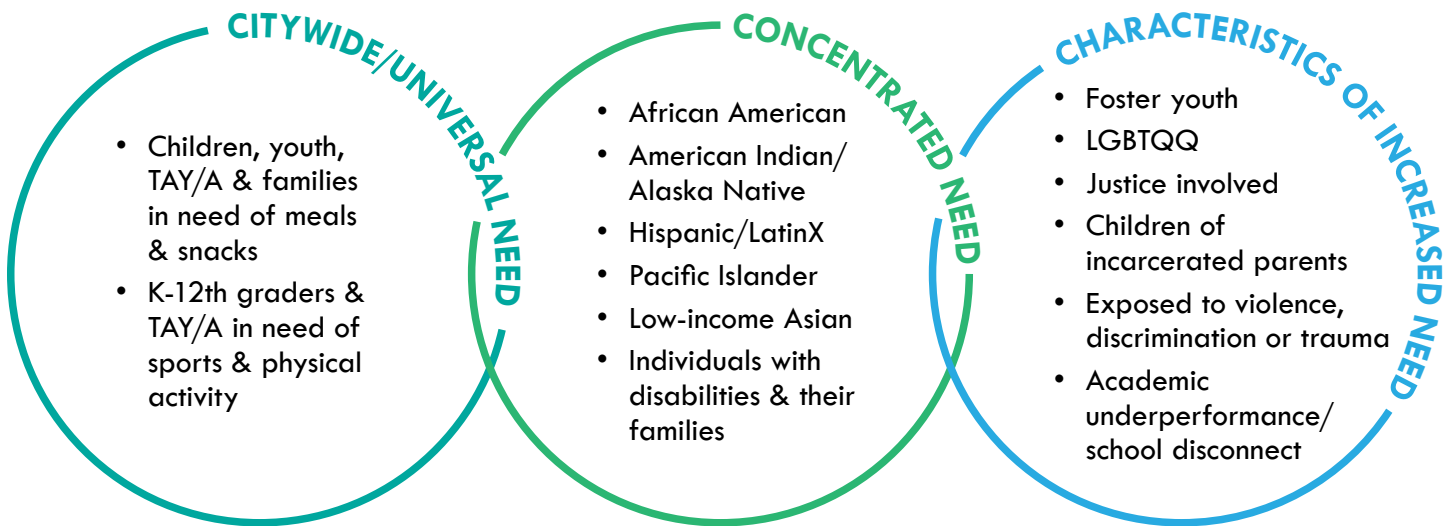 CITYWIDE/UNIVERSAL NEED
• Children, youth,
TAY/A & families
in need of meals
& snacks
• K-12th graders &
TAY/A in need of
sports & physical
activity
CONCENTRATED NEED
• African American
• American Indian/
Alaska Native
• Hispanic/LatinX
• Pacific Islander
• Low-income Asian
• Individuals with
disabilities & their
families
CHARACTERISTICS OF INCREASED NEED
• Foster youth
• LGBTQQ
• Justice involved
• Children of
incarcerated parents
• Exposed to violence,
discrimination or trauma
• Academic
underperformance/
school disconnect